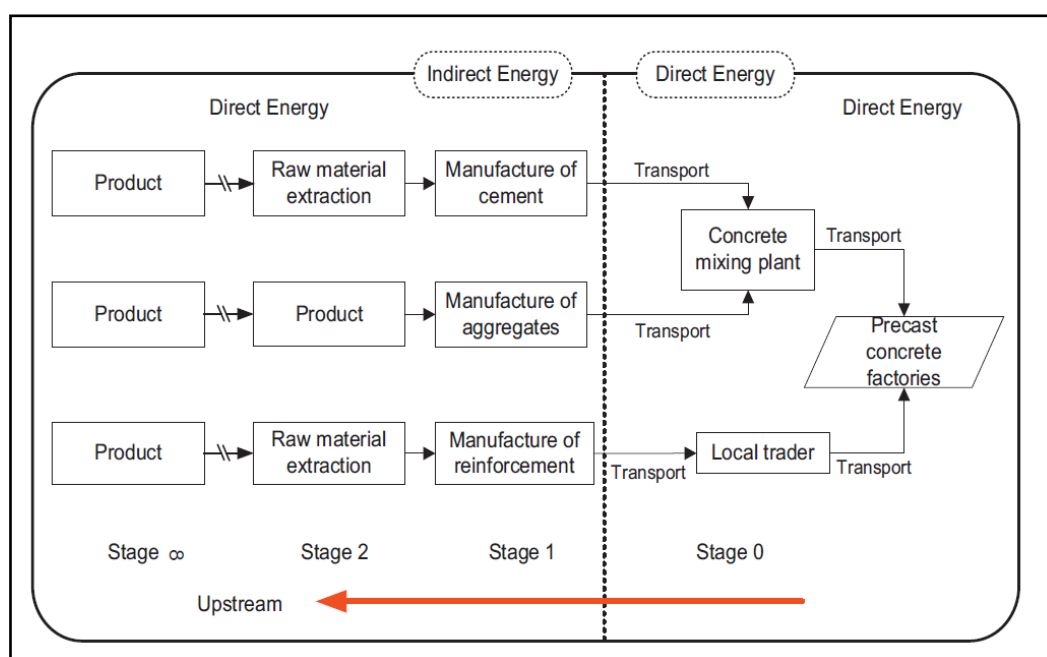 Indirect Energy
Direct Energy
Direct Energy
Direct Energy
Product
Raw material
extraction
Manufacture of
cement
Transport
Concrete
mixing plant
Transport
Product
Product
Manufacture of
aggregates
Transport
Precast
concrete
factories
Product
Raw material
extraction
Manufacture of
reinforcement
Transport
Local trader
Transport
Stage ∞
Stage 2
Stage 1
Stage 0
Upstream